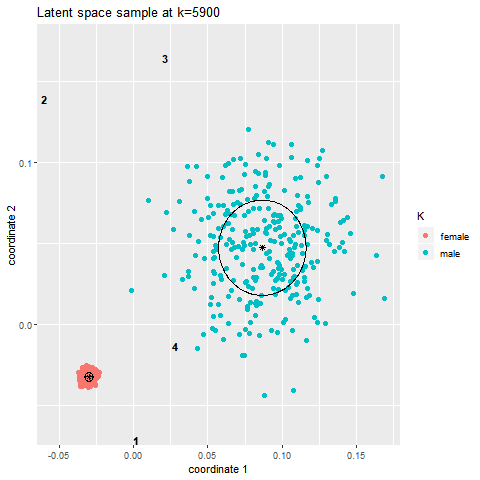 Latent space sample at k=5900
3
2
0.1
coordinate 2
K
female
male
0.0
4
1
-0.05
0.00
0.05
0.10
0.15
coordinate 1